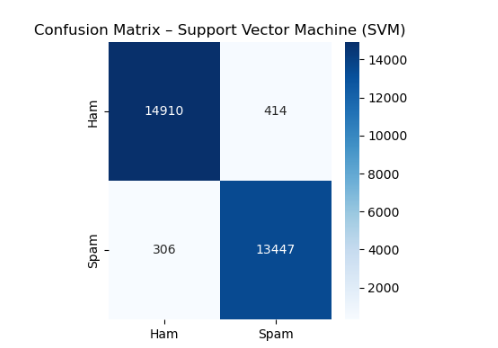 Confusion Matrix – Support Vector Machine (SVM)
Ham 14910 414
Spam 306 13447
Ham Spam
14000
12000
10000
8000
6000
4000
2000